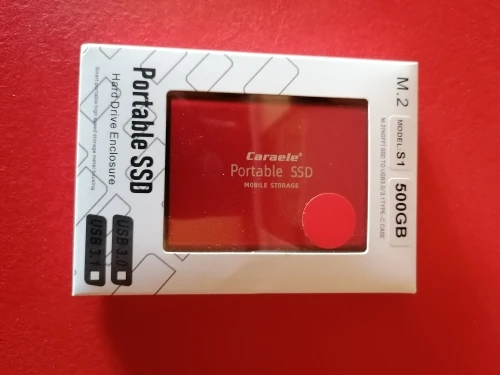 Portable SSD
Hard Drive Enclosure
USB 3.0
USB 3.1
Caraele®
Portable SSD
MOBILE STORAGE
M.2
MODEL S1
500GB